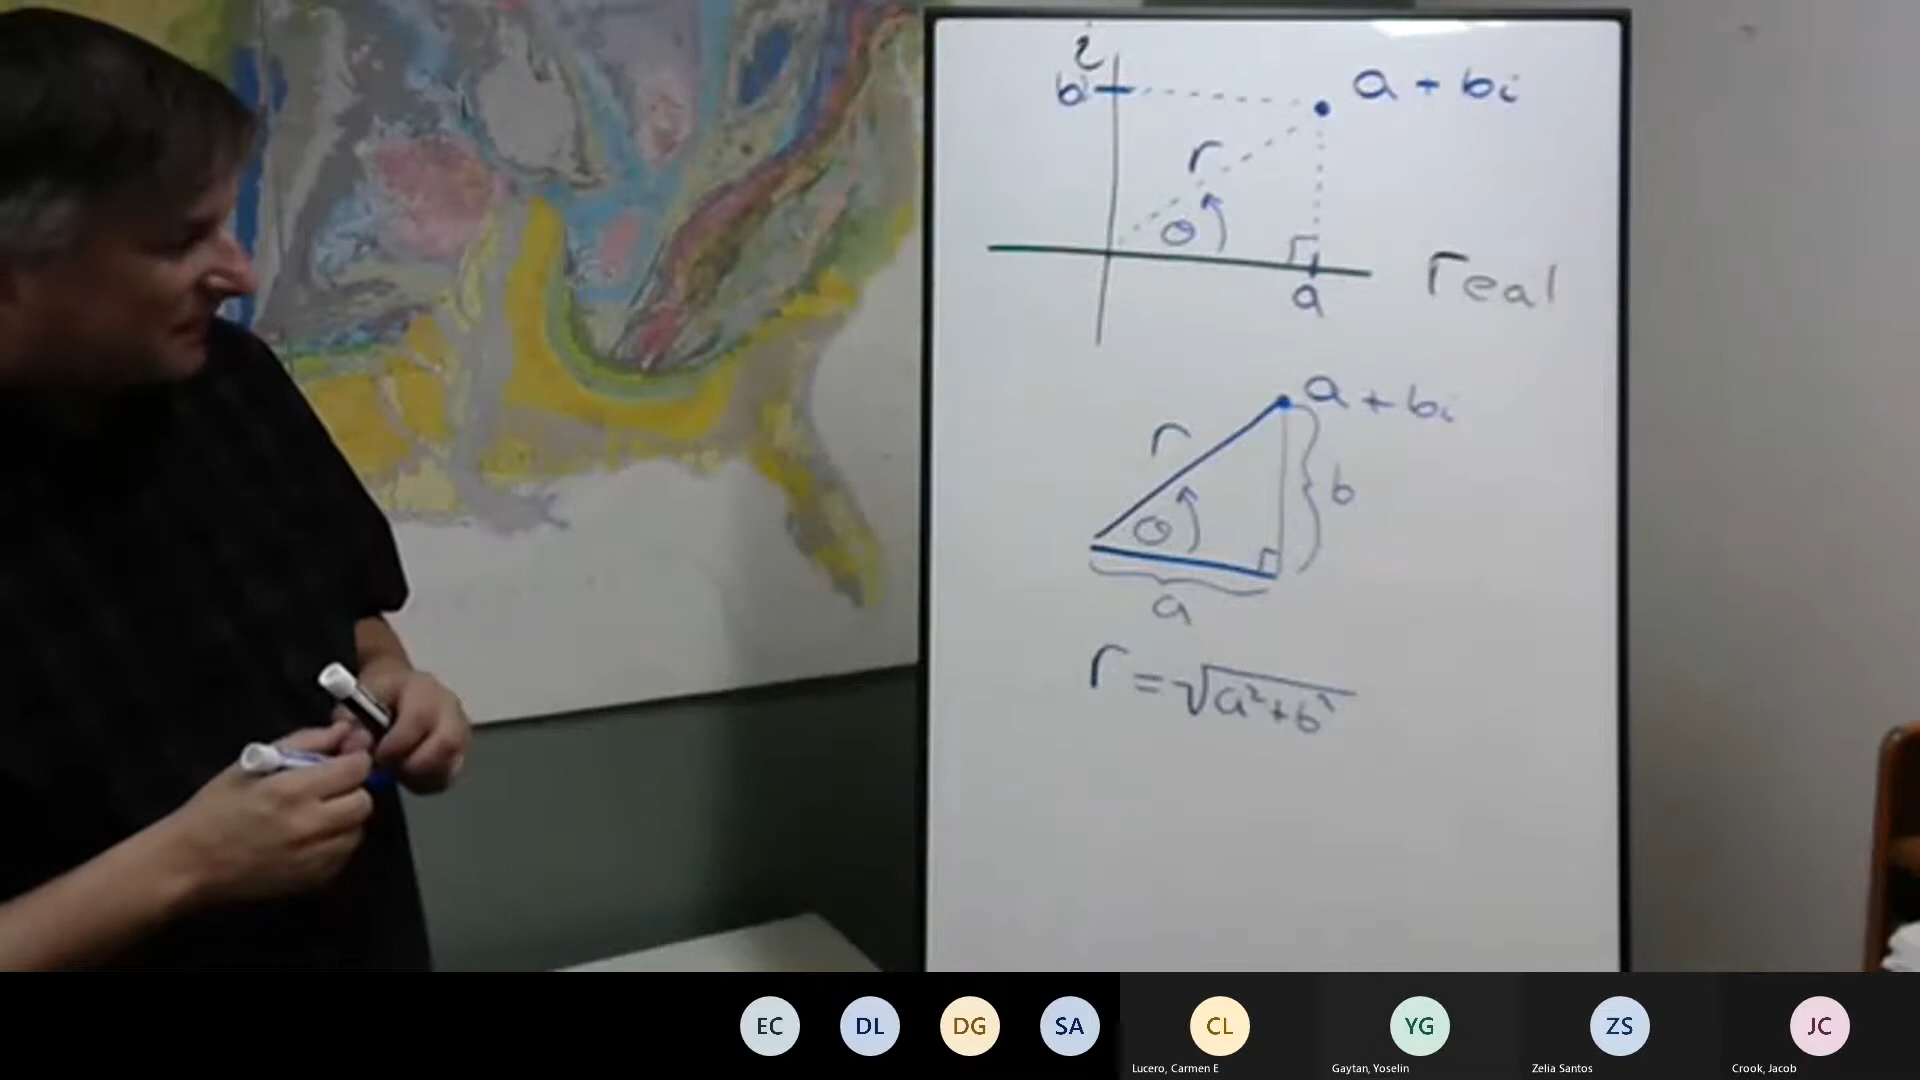 i
b
a + bi
r
θ
a
real
a + bi
r
b
θ
a
r = √a²+b²
EC
DL
DG
SA
CL
YG
ZS
JC
Lucero, Carmen E
Gaytan, Yoselin
Zelia Santos
Crook, Jacob